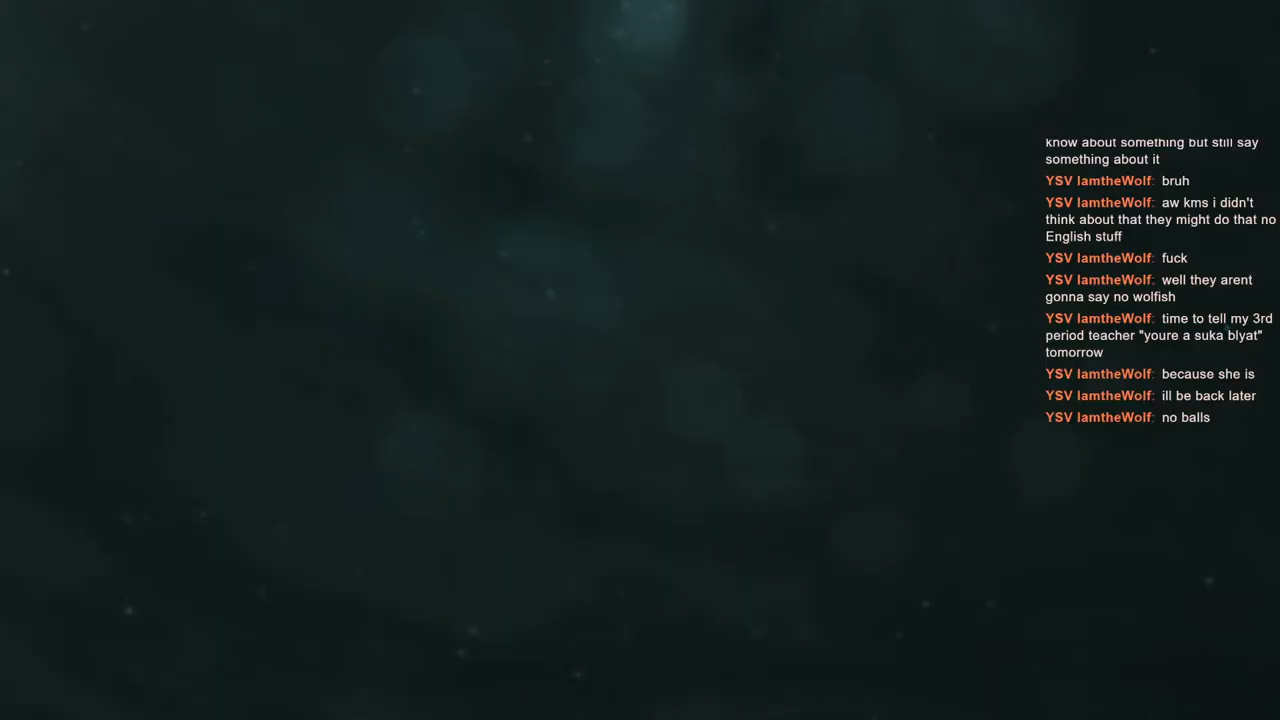 know about something but still say
something about it
YSV IamtheWolf: bruh
YSV IamtheWolf: aw kms i didn't
think about that they might do that no
English stuff
YSV IamtheWolf: fuck
YSV IamtheWolf: well they arent
gonna say no wolfish
YSV IamtheWolf: time to tell my 3rd
period teacher "youre a suka blyat"
tomorrow
YSV IamtheWolf: because she is
YSV IamtheWolf: ill be back later
YSV IamtheWolf: no balls